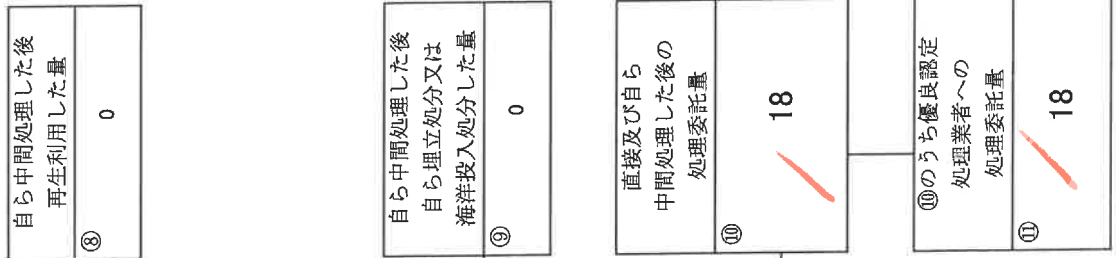 自ら中間処理した後
再生利用した量
⑧
0
自ら中間処理した後
自ら埋立処分又は
海洋投入処分した量
⑨
0
直接及び自ら
中間処理した後の
処理委託量
⑩
18
⑩のうち優良認定
処理業者への
処理委託量
⑪
18